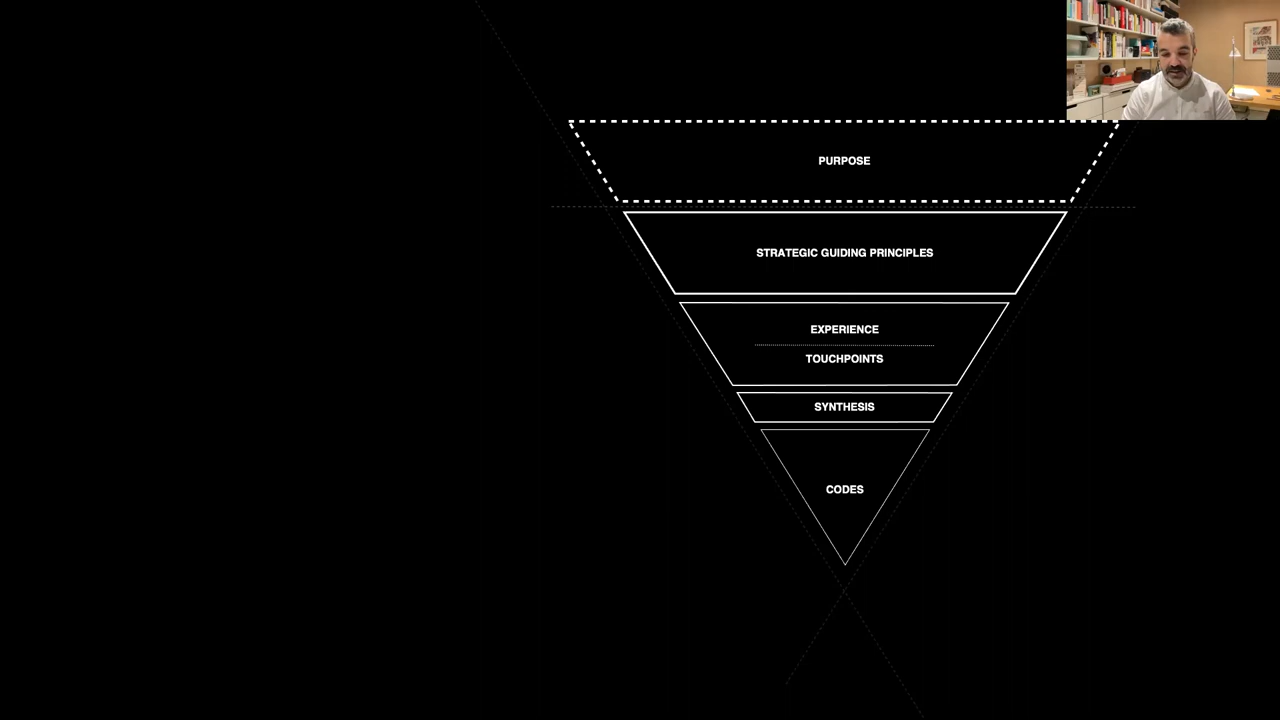 PURPOSE
STRATEGIC GUIDING PRINCIPLES
EXPERIENCE
TOUCHPOINTS
SYNTHESIS
CODES